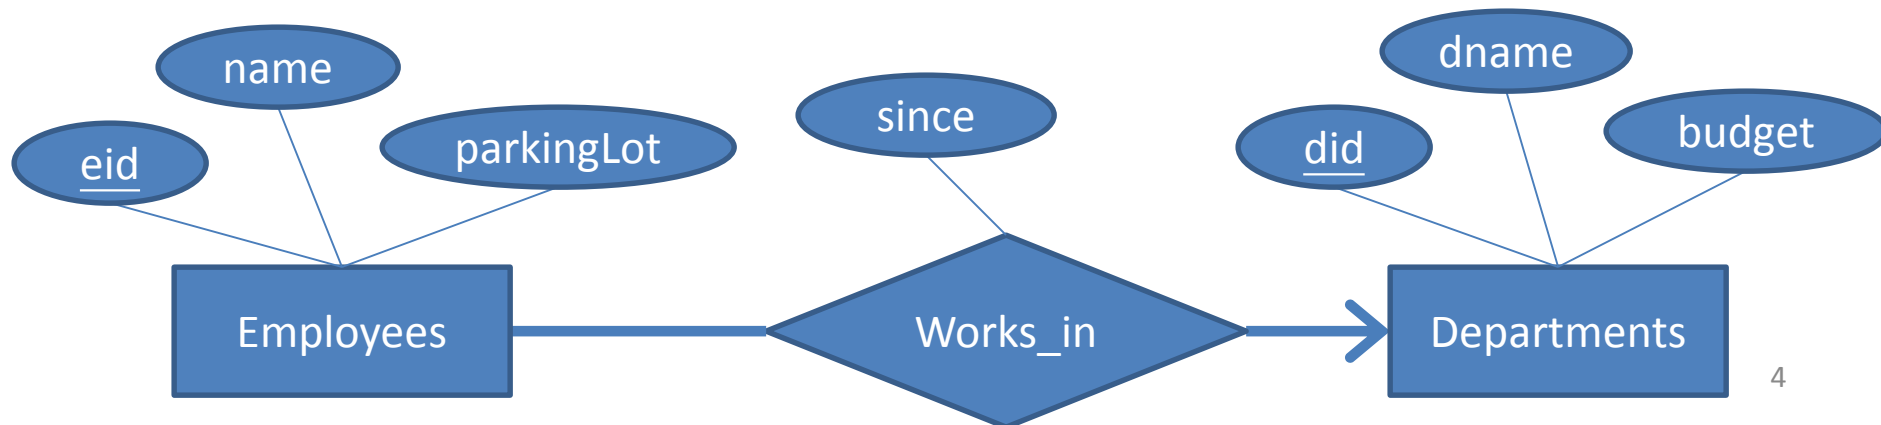 name
eid
parkingLot
since
dname
did
budget
Employees
Works_in
Departments
4